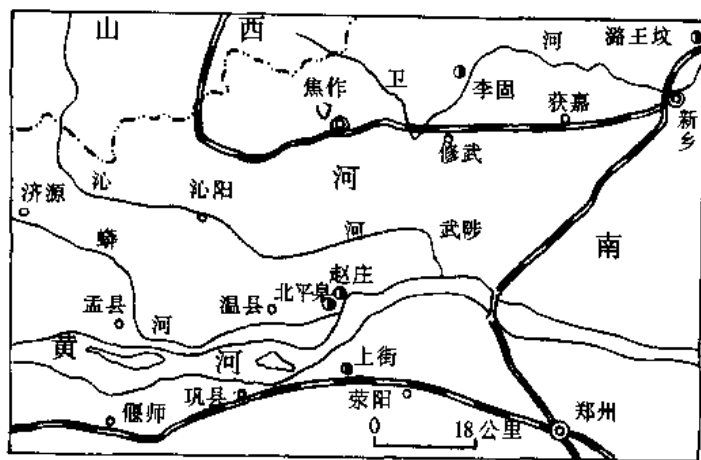 山 西 河 潞王坟
焦作 卫 李固 获嘉
修武 新乡
济源 沁 沁阳 河
河 武陟 南
蟒 赵庄
北平泉
孟县 河 温县
黄 河 上街
巩县 荥阳
偃师 郑州
0 18公里